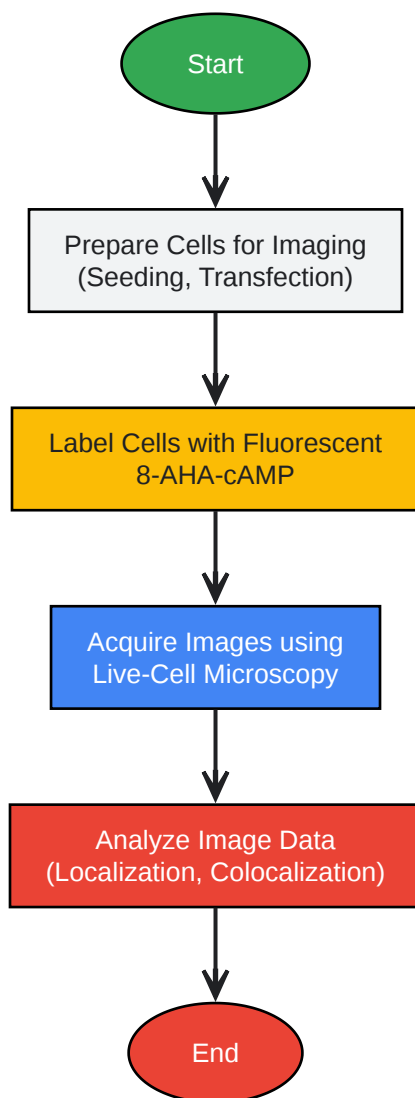 Start
Prepare Cells for Imaging
(Seeding, Transfection)
Label Cells with Fluorescent
8-AHA-cAMP
Acquire Images using
Live-Cell Microscopy
Analyze Image Data
(Localization, Colocalization)
End